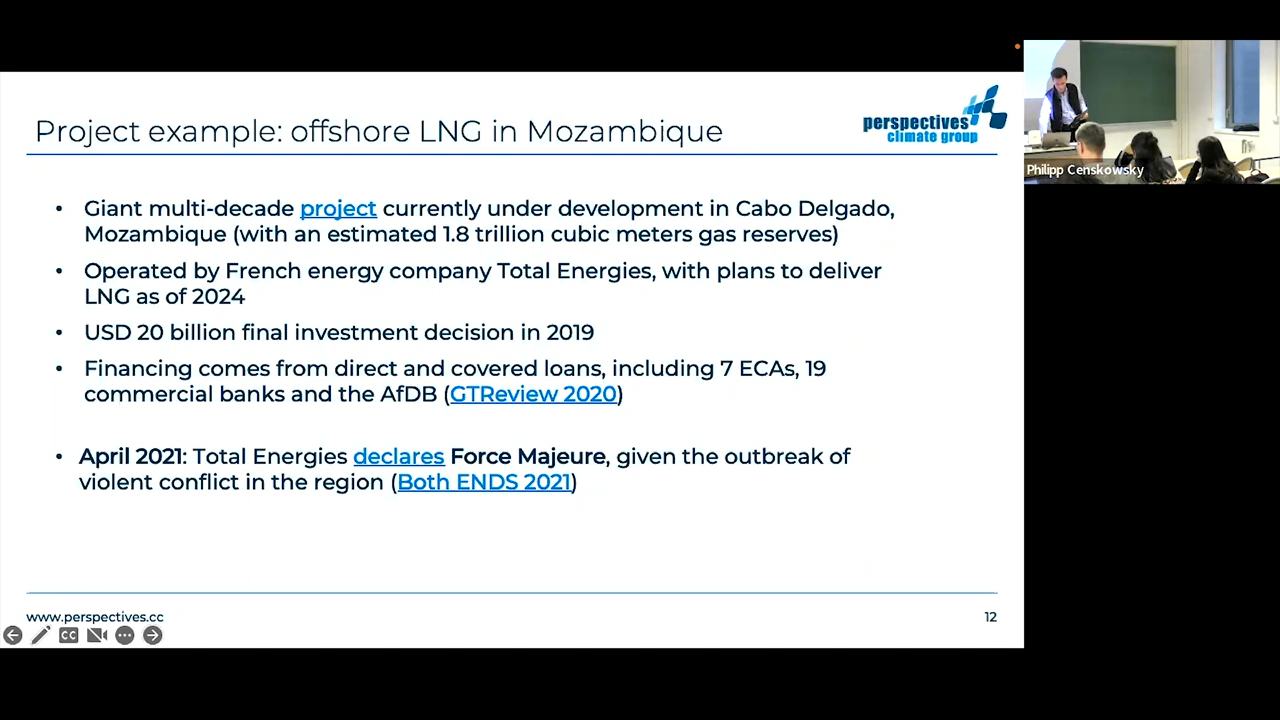 Project example: offshore LNG in Mozambique
perspectives
climate group
• Giant multi-decade project currently under development in Cabo Delgado,
Mozambique (with an estimated 1.8 trillion cubic meters gas reserves)
• Operated by French energy company Total Energies, with plans to deliver
LNG as of 2024
• USD 20 billion final investment decision in 2019
• Financing comes from direct and covered loans, including 7 ECAs, 19
commercial banks and the AfDB (GTReview 2020)
• April 2021: Total Energies declares Force Majeure, given the outbreak of
violent conflict in the region (Both ENDS 2021)
www.perspectives.cc
12
CC
Philipp Censkowsky